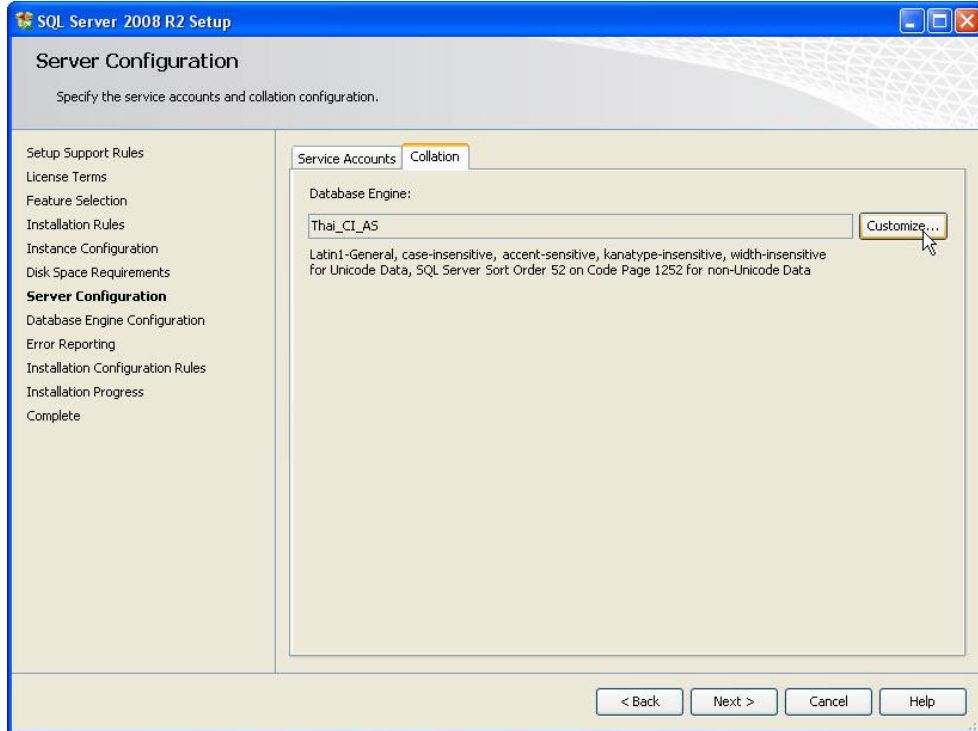 SQL Server 2008 R2 Setup
Server Configuration
Specify the service accounts and collation configuration.
Setup Support Rules
License Terms
Feature Selection
Installation Rules
Instance Configuration
Disk Space Requirements
Server Configuration
Database Engine Configuration
Error Reporting
Installation Configuration Rules
Installation Progress
Complete
Service Accounts
Collation
Database Engine:
Thai_CI_AS
Customize...
Latin1-General, case-insensitive, accent-sensitive, kanatype-insensitive, width-insensitive
for Unicode Data, SQL Server Sort Order 52 on Code Page 1252 for non-Unicode Data
< Back
Next >
Cancel
Help